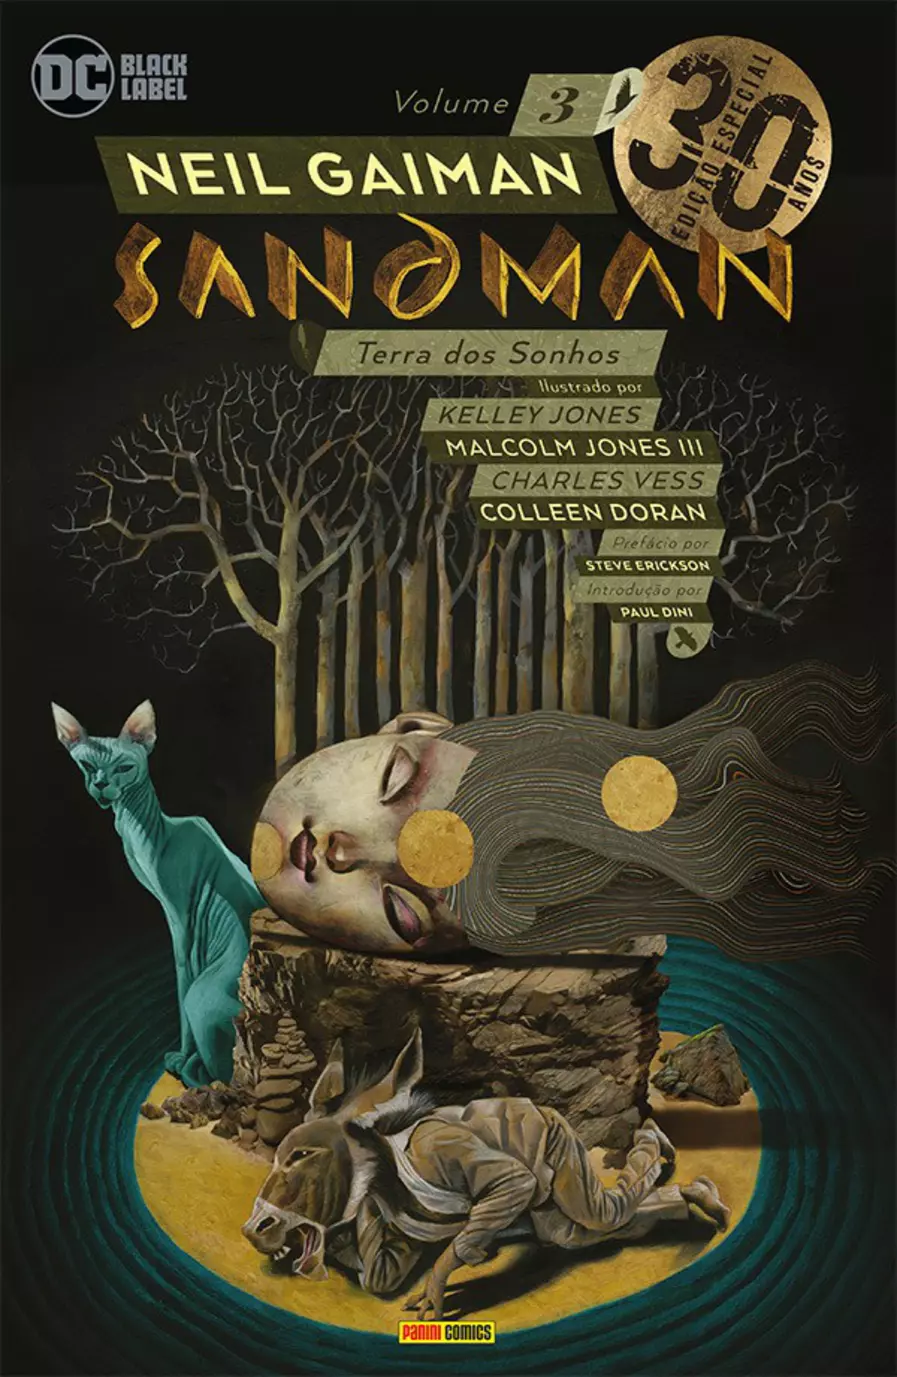 DC
BLACK
LABEL
Volume 3
30
EDIÇÃO ESPECIAL
ANOS
NEIL GAIMAN
SANDMAN
Terra dos Sonhos
Ilustrado por
KELLEY JONES
MALCOLM JONES III
CHARLES VESS
COLLEEN DORAN
Prefácio por
STEVE ERICKSON
Introdução por
PAUL DINI
PANINI COMICS